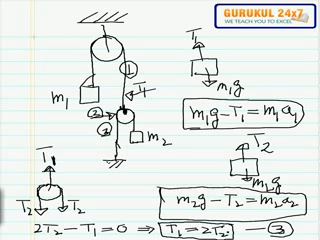 GURUKUL 24x7
WE TEACH YOU TO EXCEL
T₁
①
m₁g
m₁
m₁g-T₁=m₁a₁
②
②
m₂
T₂
m₂g
T₁
m₂g-T₂=m₂a₂
T₂ T₂
2T₂-T₁=0 ⇒ T₁=2T₂ — ③